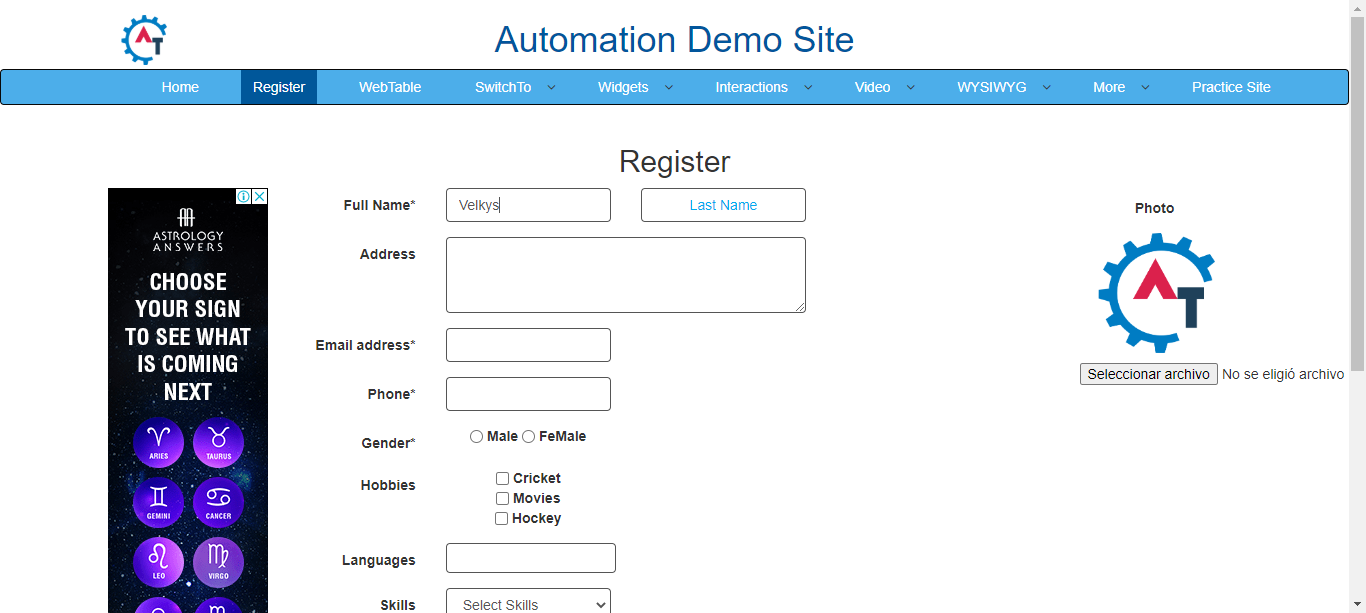 AT
Automation Demo Site
Home Register WebTable SwitchTo Widgets Interactions Video WYSIWYG More Practice Site
Register
ASTROLOGY
ANSWERS
CHOOSE
YOUR SIGN
TO SEE WHAT
IS COMING
NEXT
ARIES TAURUS
GEMINI CANCER
LEO VIRGO
Full Name* Velkys Last Name
Address
Email address*
Phone*
Gender* Male FeMale
Hobbies Cricket
Movies
Hockey
Languages
Skills Select Skills
Photo
AT
Seleccionar archivo No se eligió archivo